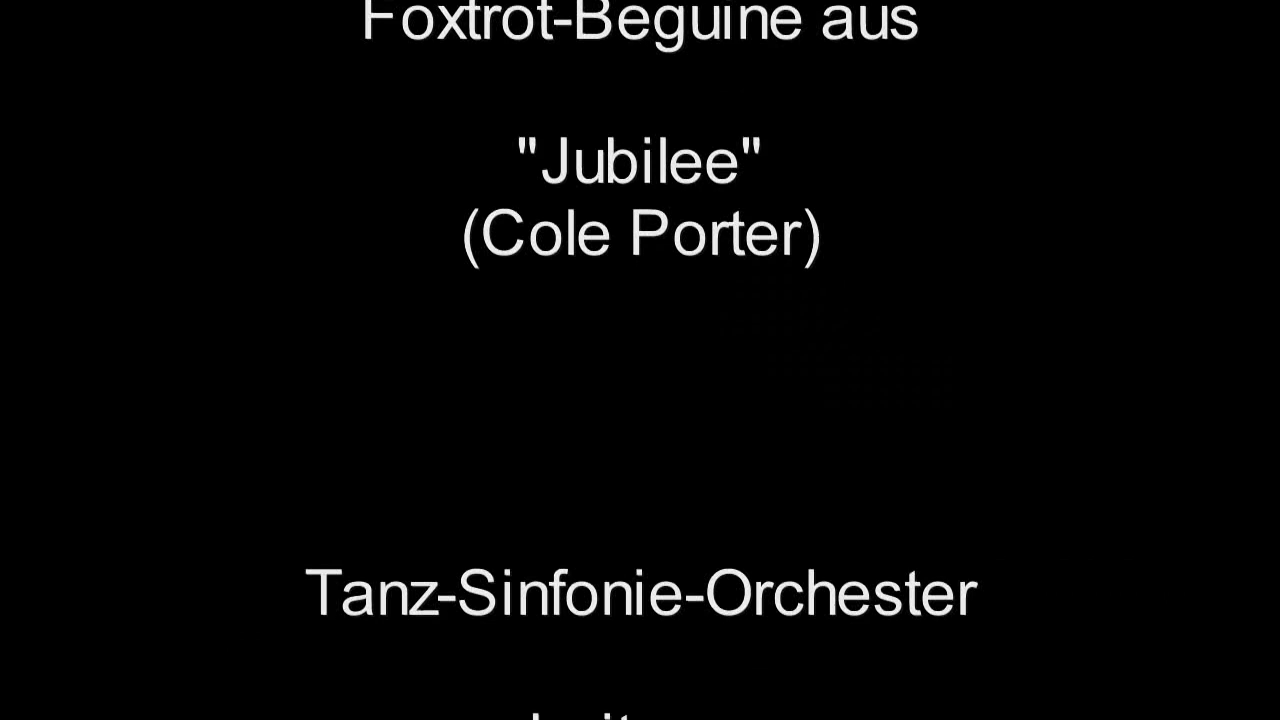 Foxtrot-Beguine aus
"Jubilee"
(Cole Porter)
Tanz-Sinfonie-Orchester